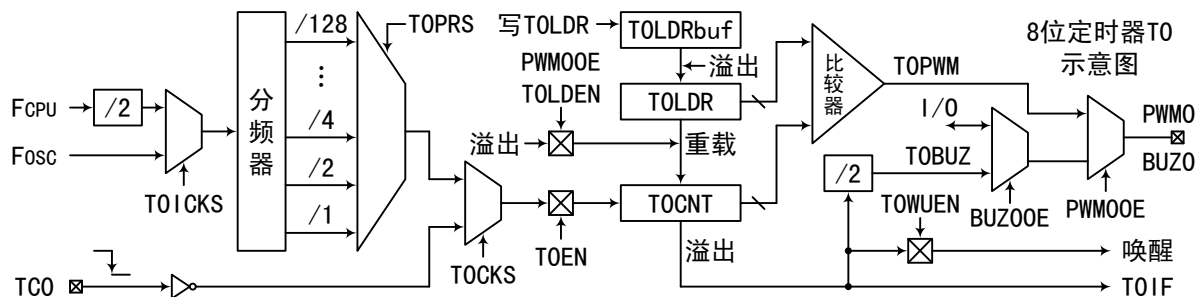 8位定时器T0
示意图
写T0LDR
T0LDRbuf
溢出
T0LDR
重载
T0CNT
溢出
PWM0OE
T0LDEN
溢出
T0EN
FCPU
/2
FOSC
T0ICKS
分频器
/128
⋮
/4
/2
/1
T0PRS
T0CKS
TC0
比较器
T0PWM
I/O
T0BUZ
/2
BUZ0OE
PWM0OE
PWM0
BUZ0
T0WUEN
唤醒
T0IF